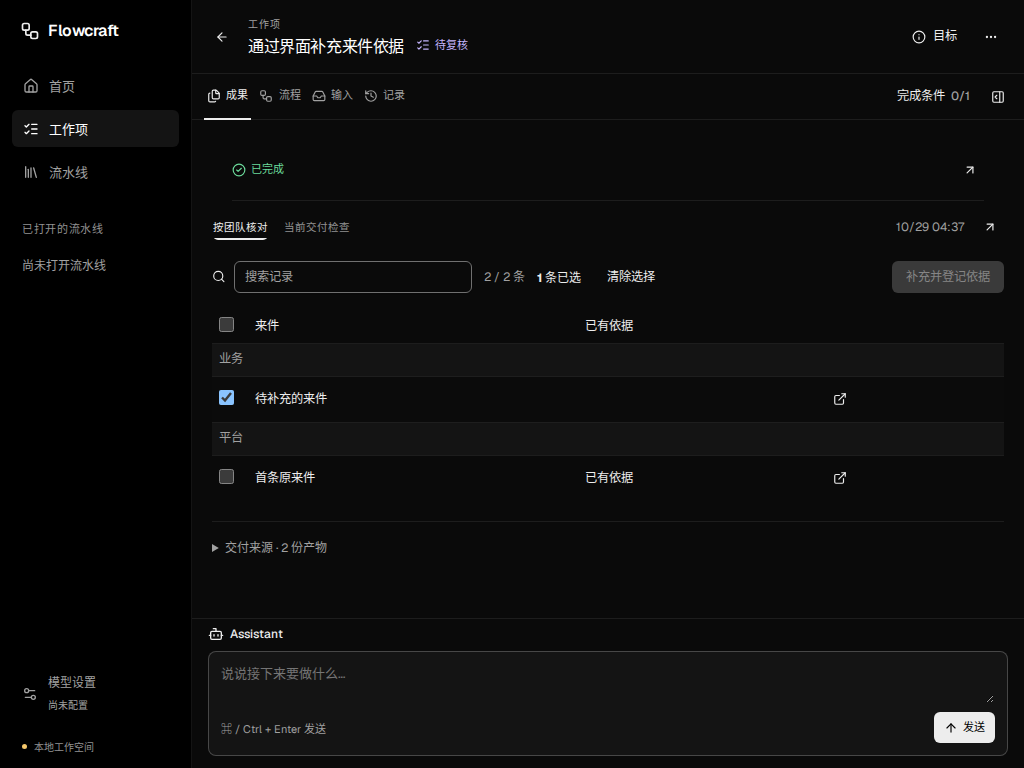 Flowcraft
首页
工作项
流水线
已打开的流水线
尚未打开流水线
模型设置
尚未配置
本地工作空间
工作项
通过界面补充来件依据
待复核
目标
成果
流程
输入
记录
完成条件 0/1
已完成
按团队核对
当前交付检查
10/29 04:37
搜索记录
2 / 2 条
1 条已选
清除选择
补充并登记依据
来件
已有依据
业务
待补充的来件
平台
首条原来件
已有依据
交付来源 · 2 份产物
Assistant
说说接下来要做什么…
⌘ / Ctrl + Enter 发送
发送